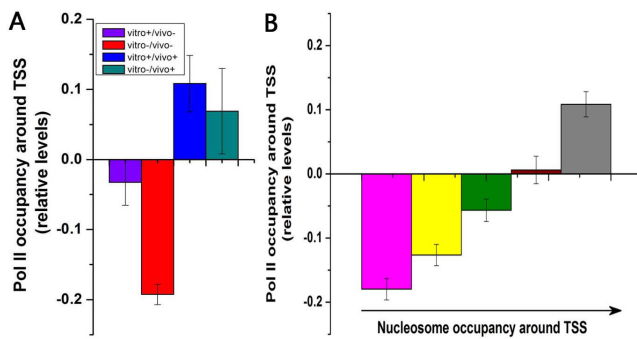 A
Pol II occupancy around TSS
(relative levels)
0.2
0.1
0.0
-0.1
-0.2
vitro+/vivo-
vitro-/vivo-
vitro+/vivo+
vitro-/vivo+
B
Pol II occupancy around TSS
(relative levels)
0.2
0.1
0.0
-0.1
-0.2
Nucleosome occupancy around TSS